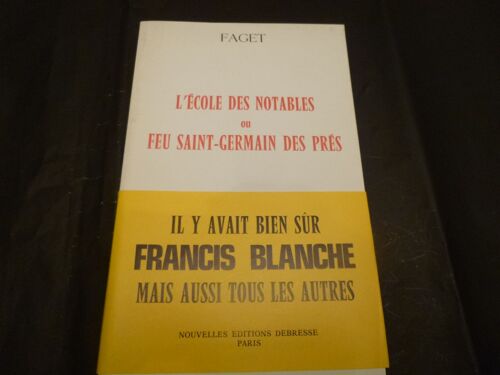 FAGET
L'ÉCOLE DES NOTABLES
ou
FEU SAINT-GERMAIN DES PRÉS
IL Y AVAIT BIEN SÛR
FRANCIS BLANCHE
MAIS AUSSI TOUS LES AUTRES
NOUVELLES EDITIONS DEBRESSE
PARIS